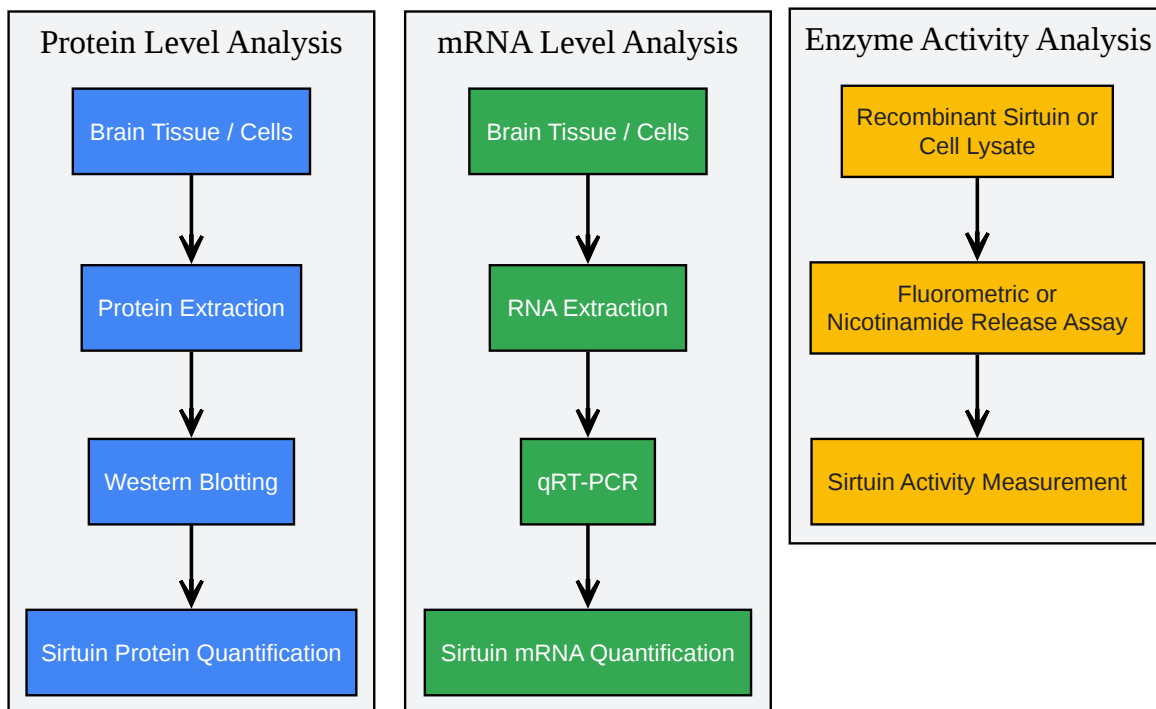 Protein Level Analysis
Brain Tissue / Cells
Protein Extraction
Western Blotting
Sirtuin Protein Quantification
mRNA Level Analysis
Brain Tissue / Cells
RNA Extraction
qRT-PCR
Sirtuin mRNA Quantification
Enzyme Activity Analysis
Recombinant Sirtuin or
Cell Lysate
Fluorometric or
Nicotinamide Release Assay
Sirtuin Activity Measurement